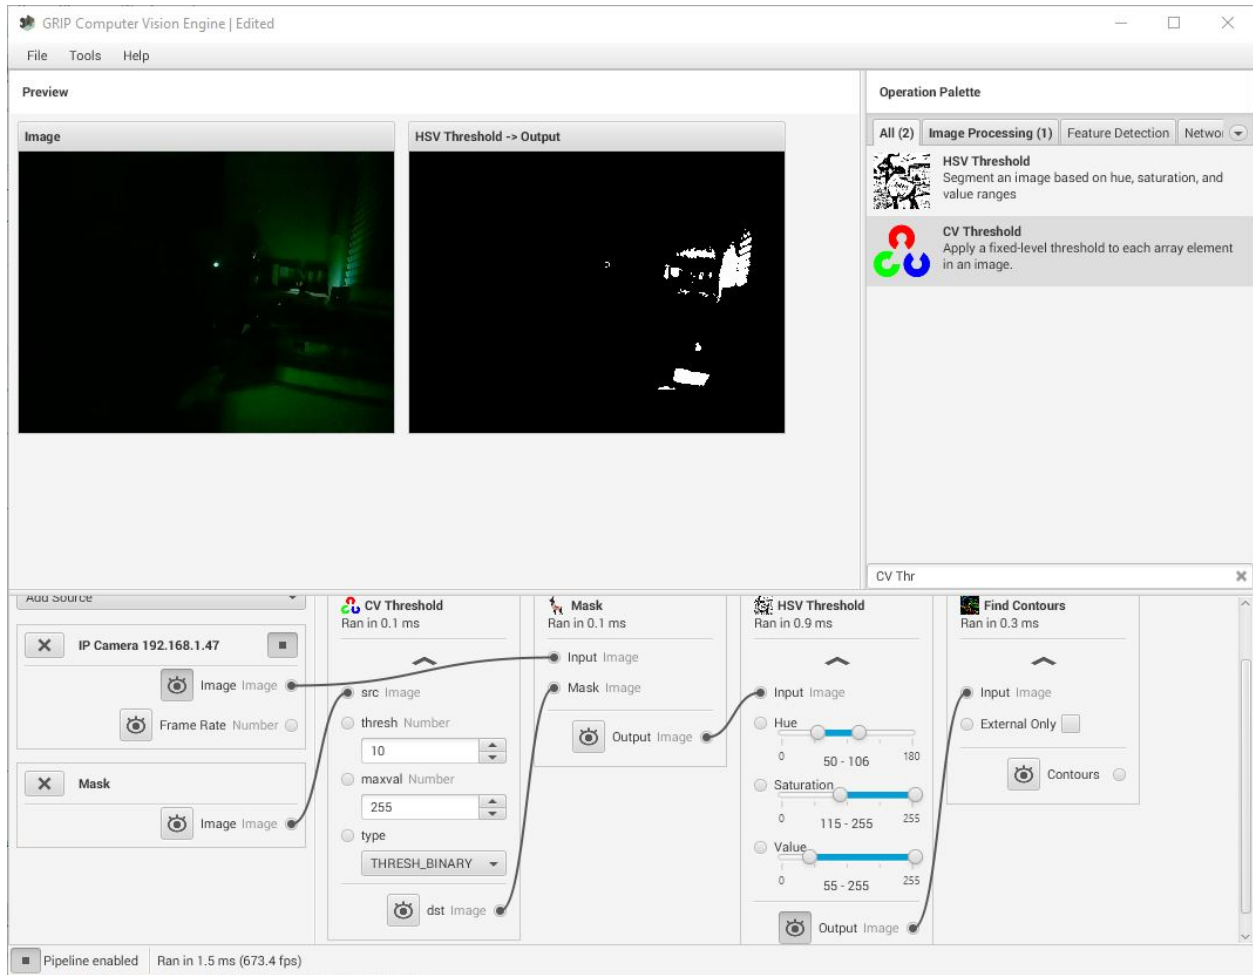 GRIP Computer Vision Engine | Edited
File Tools Help
Preview
Image
HSV Threshold -> Output
Operation Palette
All (2) Image Processing (1) Feature Detection
HSV Threshold
Segment an image based on hue, saturation, and
value ranges
CV Threshold
Apply a fixed-level threshold to each array element
in an image.
CV Thr
Add Source
IP Camera 192.168.1.47
Image Image
Frame Rate Number
Mask
Image Image
CV Threshold
Ran in 0.1 ms
src Image
thresh Number
10
maxval Number
255
type
THRESH_BINARY
dst Image
Mask
Ran in 0.1 ms
Input Image
Mask Image
Output Image
HSV Threshold
Ran in 0.9 ms
Input Image
Hue
0 50 - 106 180
Saturation
0 115 - 255 255
Value
0 55 - 255 255
Output Image
Find Contours
Ran in 0.3 ms
Input Image
External Only
Contours
Pipeline enabled Ran in 1.5 ms (673.4 fps)